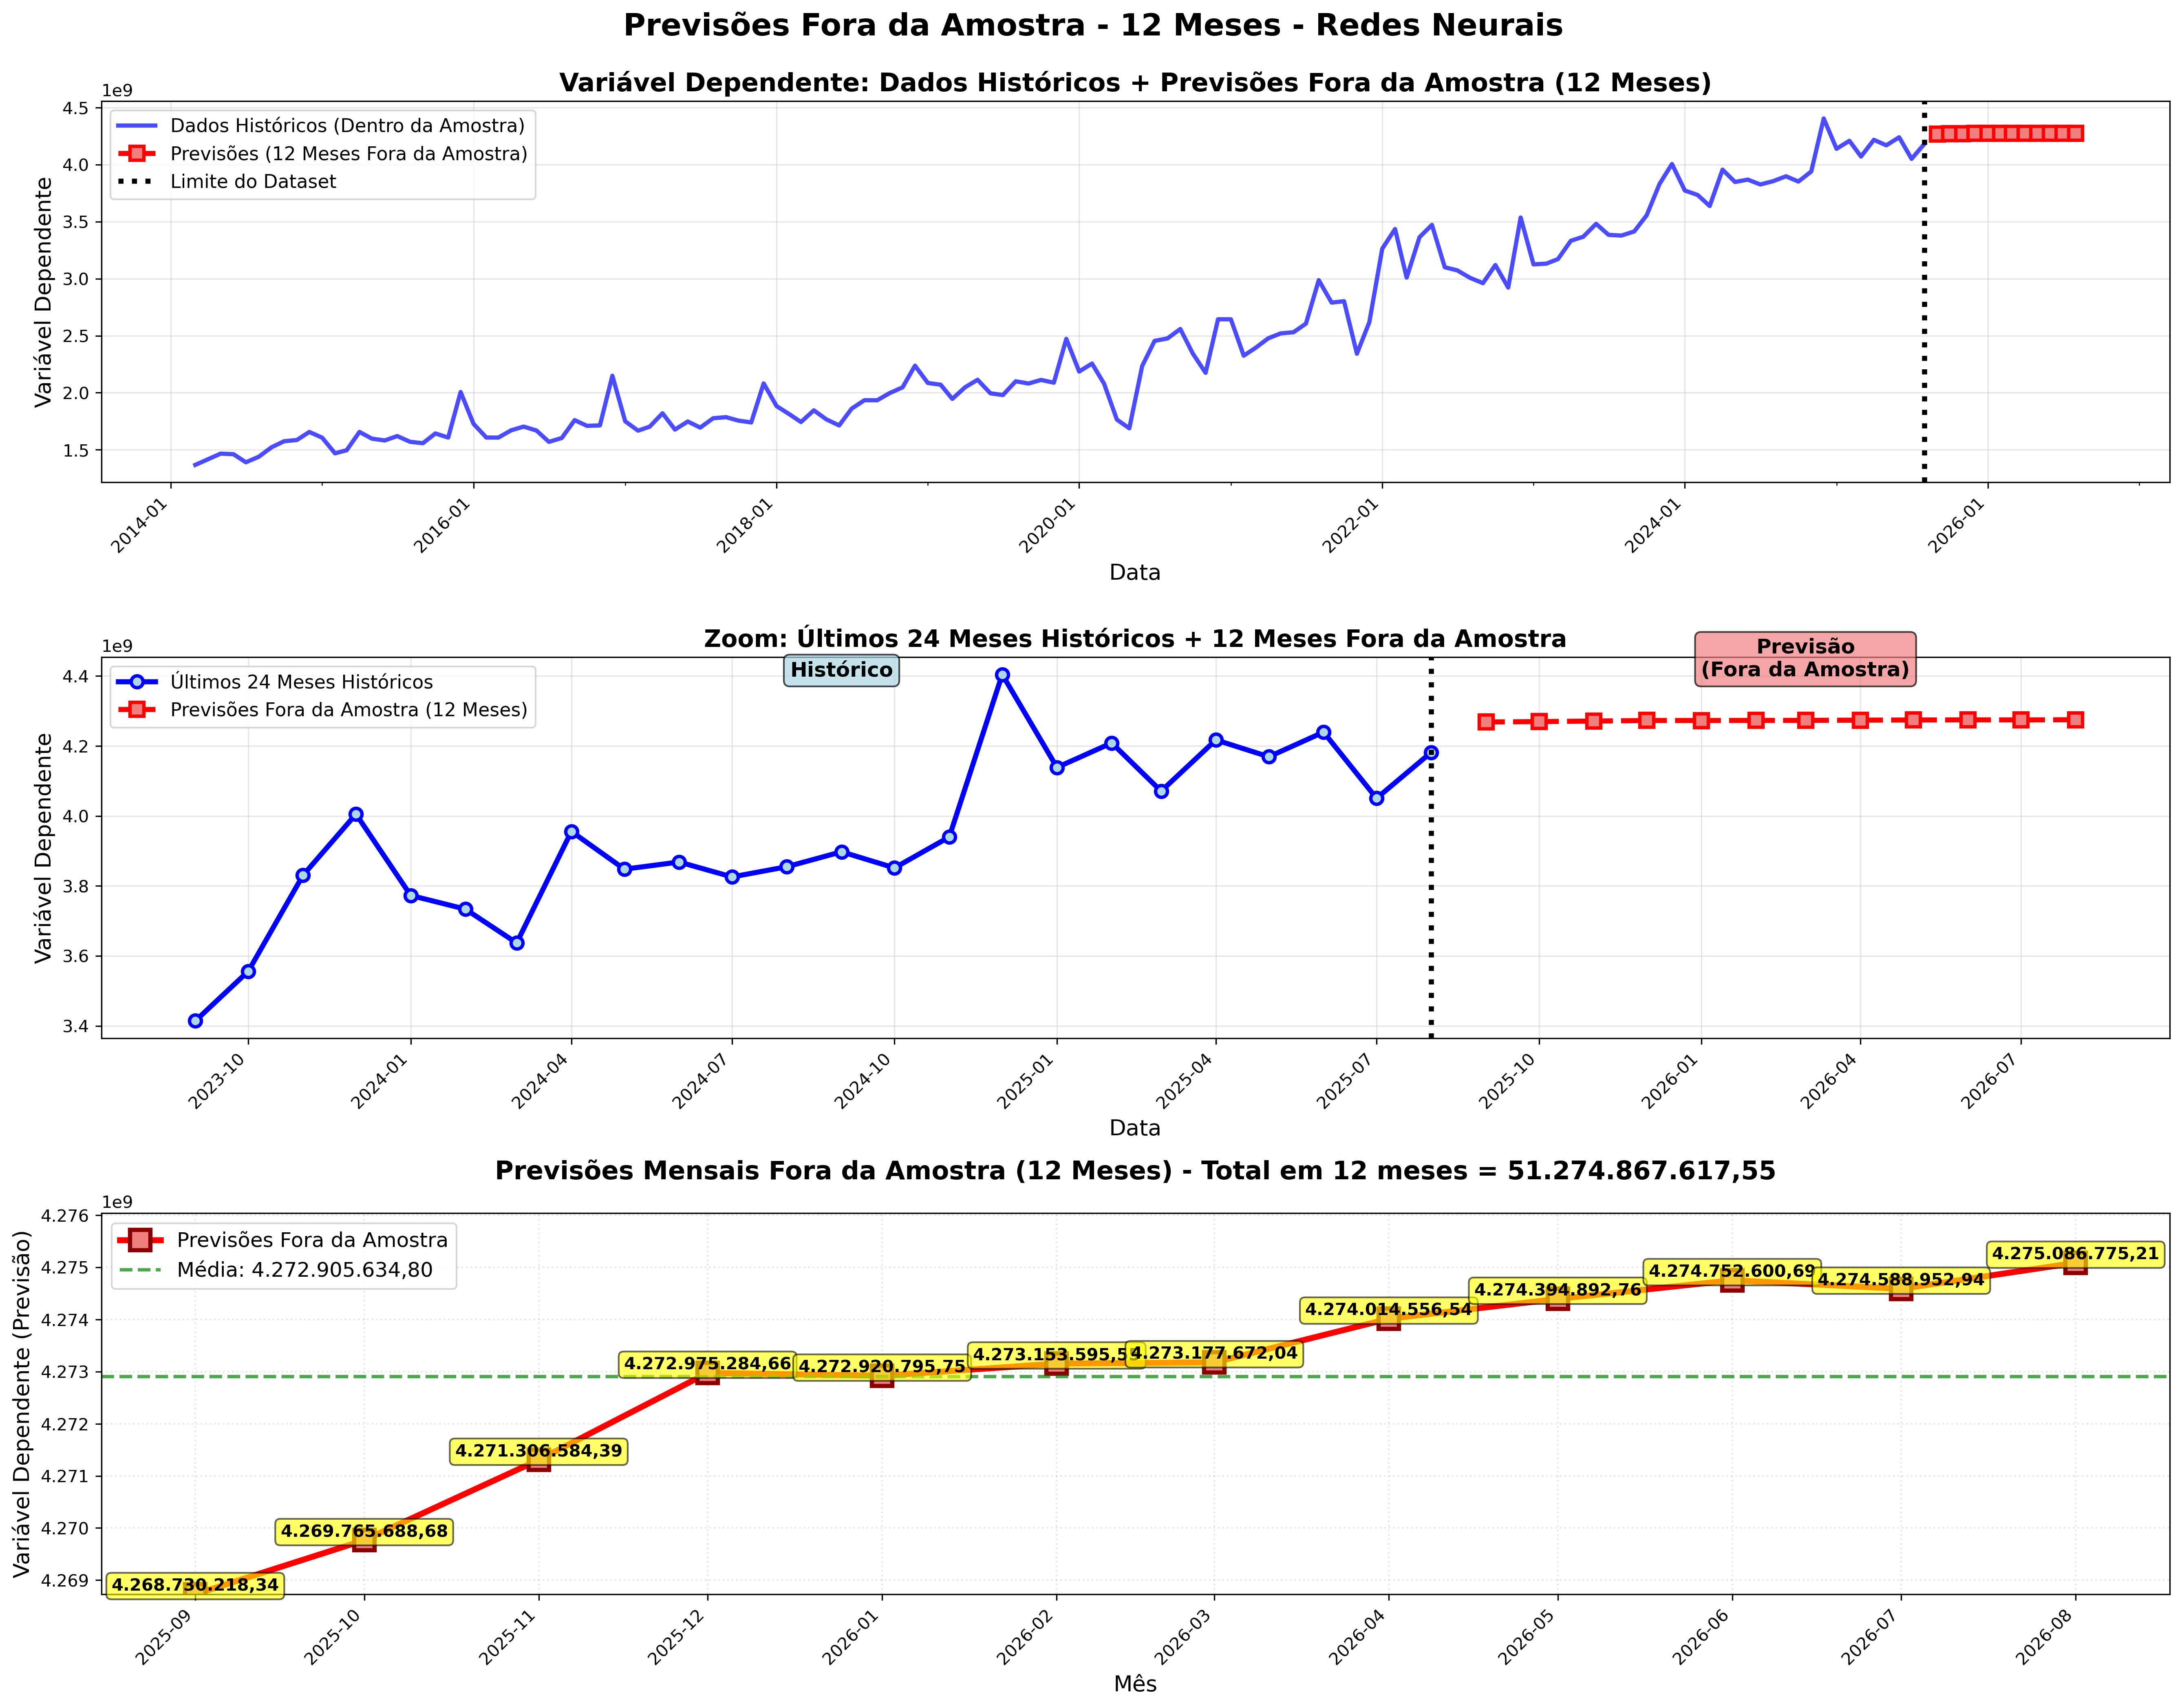 Previsões Fora da Amostra - 12 Meses - Redes Neurais
Variável Dependente: Dados Históricos + Previsões Fora da Amostra (12 Meses)
1e9
4.5
4.0
3.5
3.0
2.5
2.0
1.5
Variável Dependente
Dados Históricos (Dentro da Amostra)
Previsões (12 Meses Fora da Amostra)
Limite do Dataset
2014-01
2016-01
2018-01
2020-01
2022-01
2024-01
2026-01
Data
Zoom: Últimos 24 Meses Históricos + 12 Meses Fora da Amostra
1e9
4.4
4.2
4.0
3.8
3.6
3.4
Variável Dependente
Últimos 24 Meses Históricos
Previsões Fora da Amostra (12 Meses)
Histórico
Previsão
(Fora da Amostra)
2023-10
2024-01
2024-04
2024-07
2024-10
2025-01
2025-04
2025-07
2025-10
2026-01
2026-04
2026-07
Data
Previsões Mensais Fora da Amostra (12 Meses) - Total em 12 meses = 51.274.867.617,55
1e9
4.276
4.275
4.274
4.273
4.272
4.271
4.270
4.269
Variável Dependente (Previsão)
Previsões Fora da Amostra
Média: 4.272.905.634,80
4.268.730.218,34
4.269.765.688,68
4.271.306.584,39
4.272.975.284,66
4.272.920.795,75
4.273.177.672,04
4.274.014.556,54
4.274.394.892,76
4.274.752.600,69
4.274.588.952,94
4.275.086.775,21
2025-09
2025-10
2025-11
2025-12
2026-01
2026-02
2026-03
2026-04
2026-05
2026-06
2026-07
2026-08
Mês